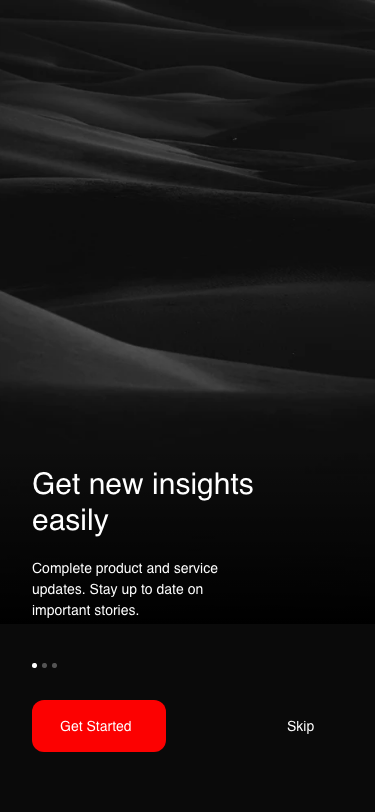 Get new insights
easily
Complete product and service
updates. Stay up to date on
important stories.
Get Started
Skip